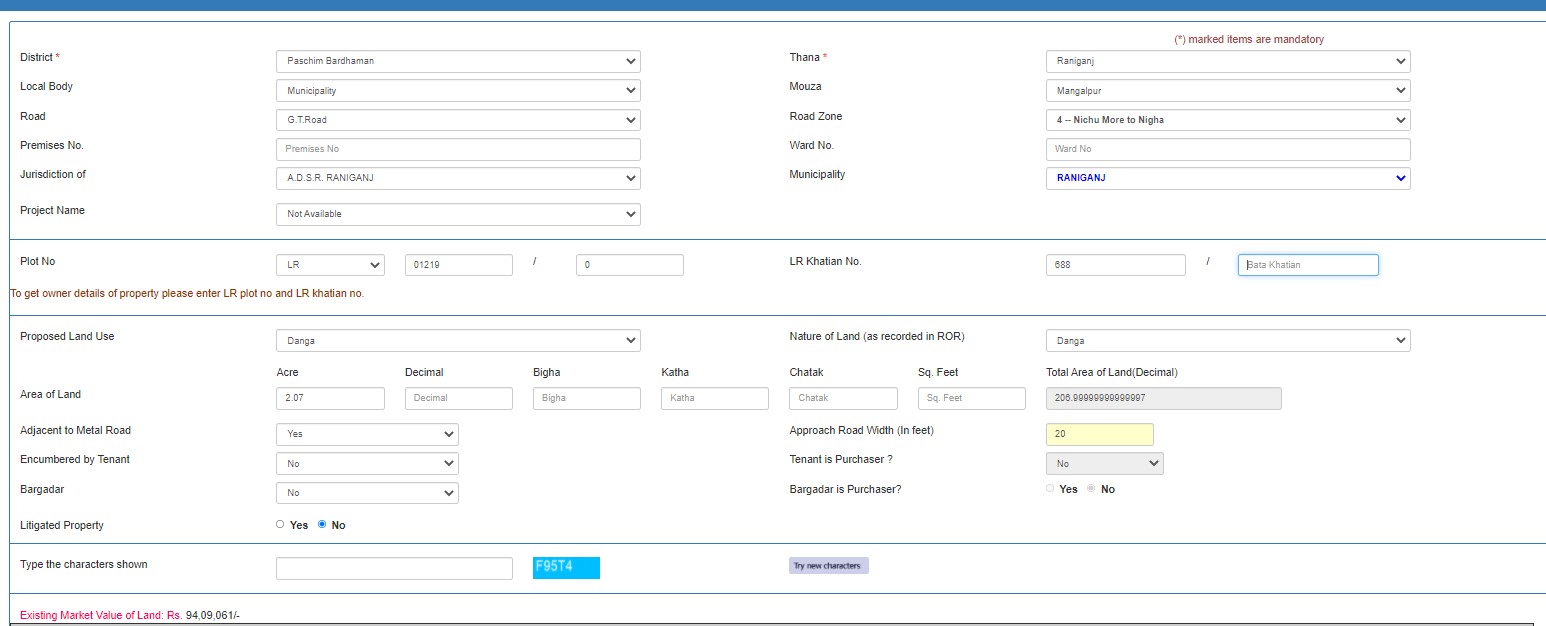 (*) marked items are mandatory
District * Paschim Bardhaman Thana * Raniganj
Local Body Municipality Mouza Mangalpur
Road G.T.Road Road Zone 4 -- Nichu More to Nigha
Premises No. Premises No Ward No. Ward No
Jurisdiction of A.D.S.R. RANIGANJ Municipality RANIGANJ
Project Name Not Available
Plot No LR 01219 / 0 LR Khatian No. 688 / Bata Khatian
To get owner details of property please enter LR plot no and LR khatian no.
Proposed Land Use Danga Nature of Land (as recorded in ROR) Danga
Acre Decimal Bigha Katha Chatak Sq. Feet Total Area of Land(Decimal)
Area of Land 2.07 Decimal Bigha Katha Chatak Sq. Feet 206.99999999999997
Adjacent to Metal Road Yes Approach Road Width (In feet) 20
Encumbered by Tenant No Tenant is Purchaser ? No
Bargadar No Bargadar is Purchaser? Yes No
Litigated Property Yes No
Type the characters shown F95T4 Try new characters
Existing Market Value of Land: Rs. 94,09,061/-